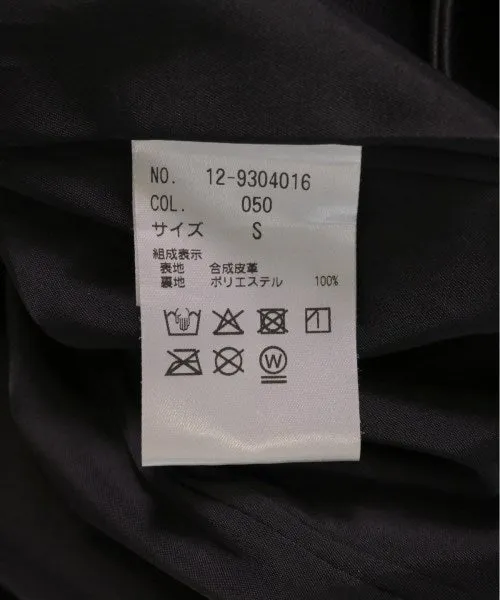 NO. 12-9304016
COL. 050
サイズ S
組成表示
表地 合成皮革
裏地 ポリエステル 100%
W